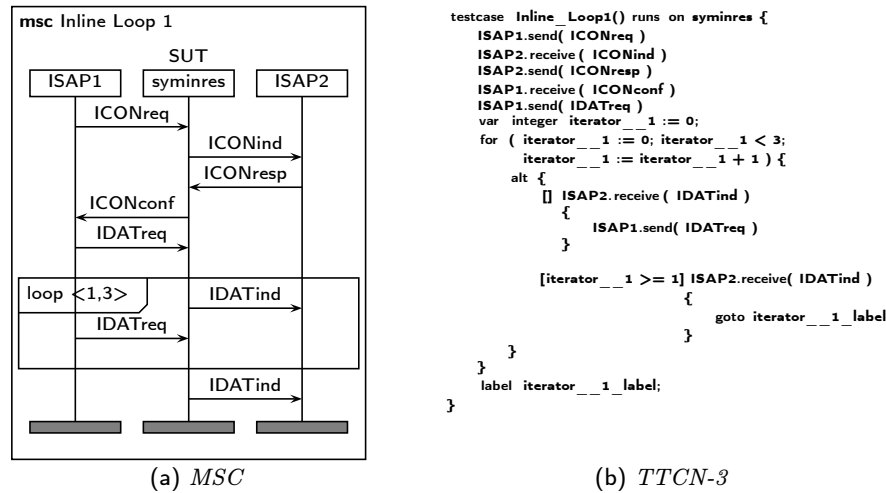 msc Inline Loop 1
SUT
ISAP1 syminres ISAP2
ICONreq
ICONind
ICONresp
ICONconf
IDATreq
loop <1,3>
IDATind
IDATreq
IDATind
(a) MSC
testcase Inline__Loop1() runs on syminres {
ISAP1.send( ICONreq )
ISAP2.receive ( ICONind )
ISAP2.send( ICONresp )
ISAP1.receive ( ICONconf )
ISAP1.send( IDATreq )
var integer iterator__1 := 0;
for ( iterator__1 := 0; iterator__1 < 3;
iterator__1 := iterator__1 + 1 ) {
alt {
[] ISAP2.receive ( IDATind )
{
ISAP1.send( IDATreq )
}
[iterator__1 >= 1] ISAP2.receive( IDATind )
{
goto iterator__1_label
}
}
}
label iterator__1_label;
}
(b) TTCN-3